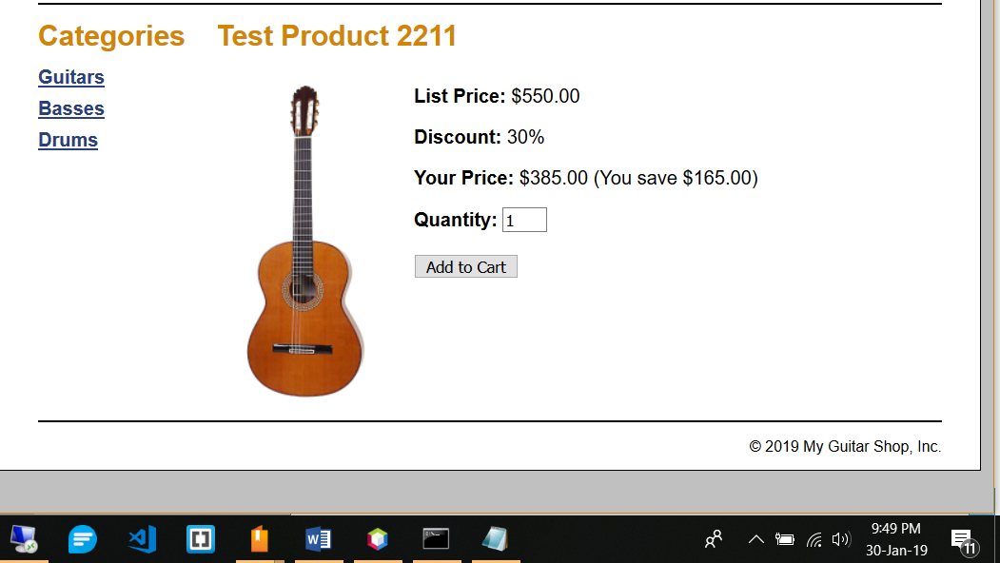 Categories
Test Product 2211
Guitars
Basses
Drums
List Price: $550.00
Discount: 30%
Your Price: $385.00 (You save $165.00)
Quantity: 1
Add to Cart
© 2019 My Guitar Shop, Inc.
W
9:49 PM
30-Jan-19
11